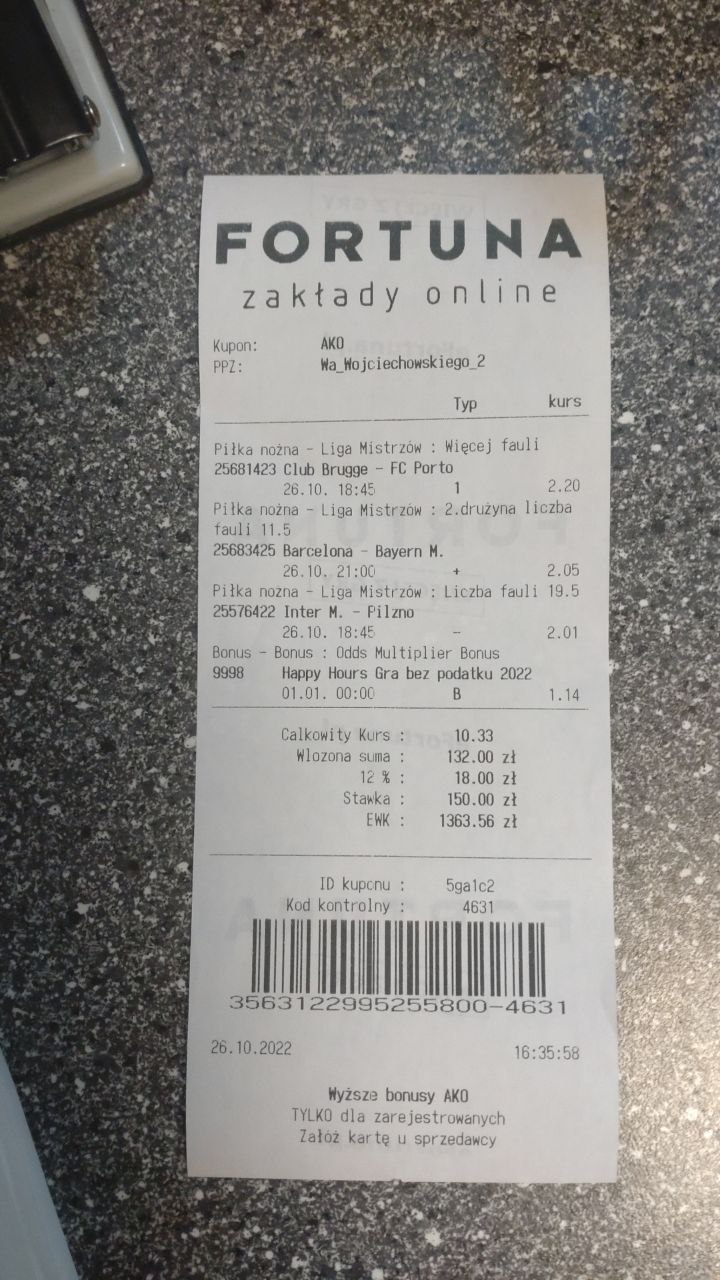 FORTUNA
zakłady online
Kupon: AKO
PPZ: Wa_Wojciechowskiego_2
Typ kurs
Piłka nożna - Liga Mistrzów : Więcej fauli
25681423 Club Brugge - FC Porto
26.10. 18:45 1 2.20
Piłka nożna - Liga Mistrzów : 2.drużyna liczba
fauli 11.5
25683425 Barcelona - Bayern M.
26.10. 21:00 + 2.05
Piłka nożna - Liga Mistrzów : Liczba fauli 19.5
25576422 Inter M. - Pilzno
26.10. 18:45 - 2.01
Bonus - Bonus : Odds Multiplier Bonus
9998 Happy Hours Gra bez podatku 2022
01.01. 00:00 B 1.14
Calkowity Kurs : 10.33
Wlozona suma : 132.00 zł
12 % : 18.00 zł
Stawka : 150.00 zł
EWK : 1363.56 zł
ID kuponu : 5ga1c2
Kod kontrolny : 4631
3563122995255800-4631
26.10.2022 16:35:58
Wyższe bonusy AKO
TYLKO dla zarejestrowanych
Załóż kartę u sprzedawcy